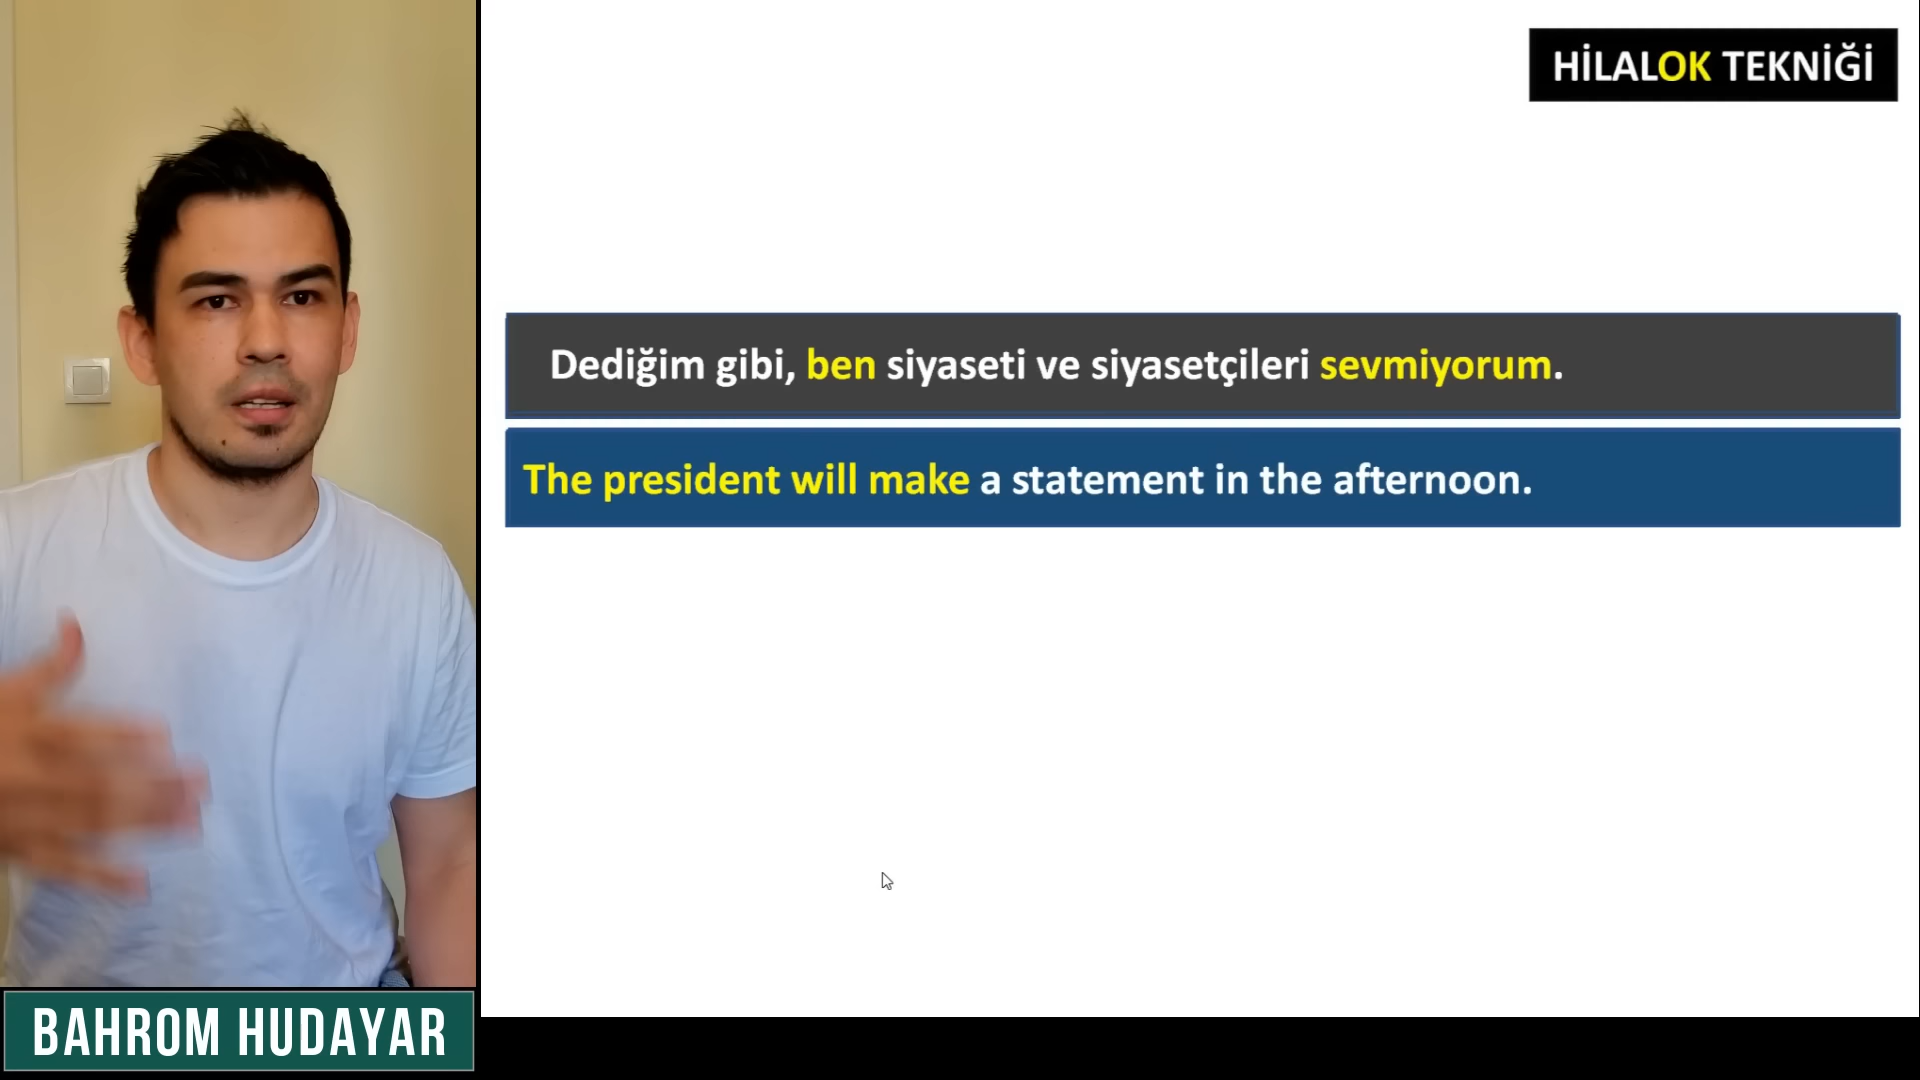 HİLALOK TEKNİĞİ
Dediğim gibi, ben siyaseti ve siyasetçileri sevmiyorum.
The president will make a statement in the afternoon.
BAHROM HUDAYAR